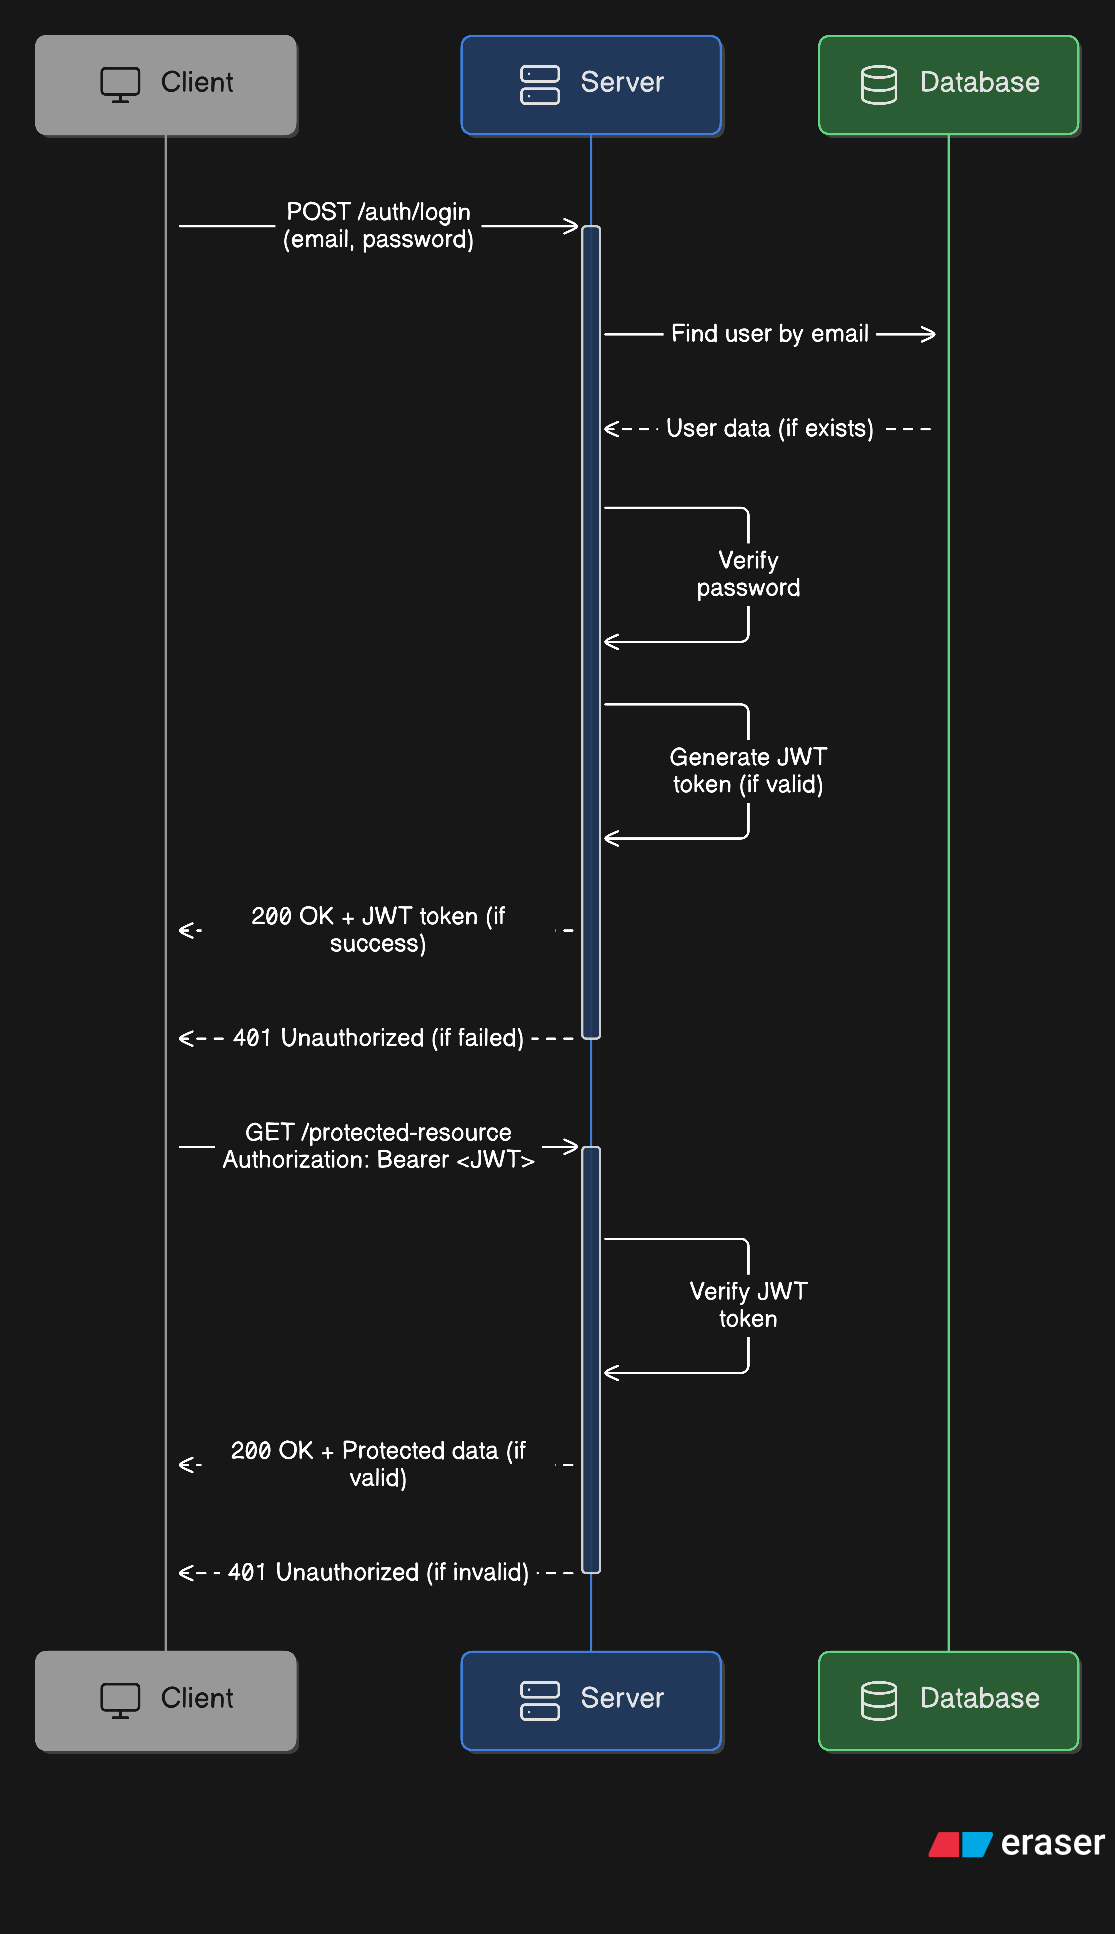 Client
Server
Database
POST /auth/login
(email, password)
Find user by email
User data (if exists)
Verify
password
Generate JWT
token (if valid)
200 OK + JWT token (if
success)
401 Unauthorized (if failed)
GET /protected-resource
Authorization: Bearer <JWT>
Verify JWT
token
200 OK + Protected data (if
valid)
401 Unauthorized (if invalid)
Client
Server
Database
eraser